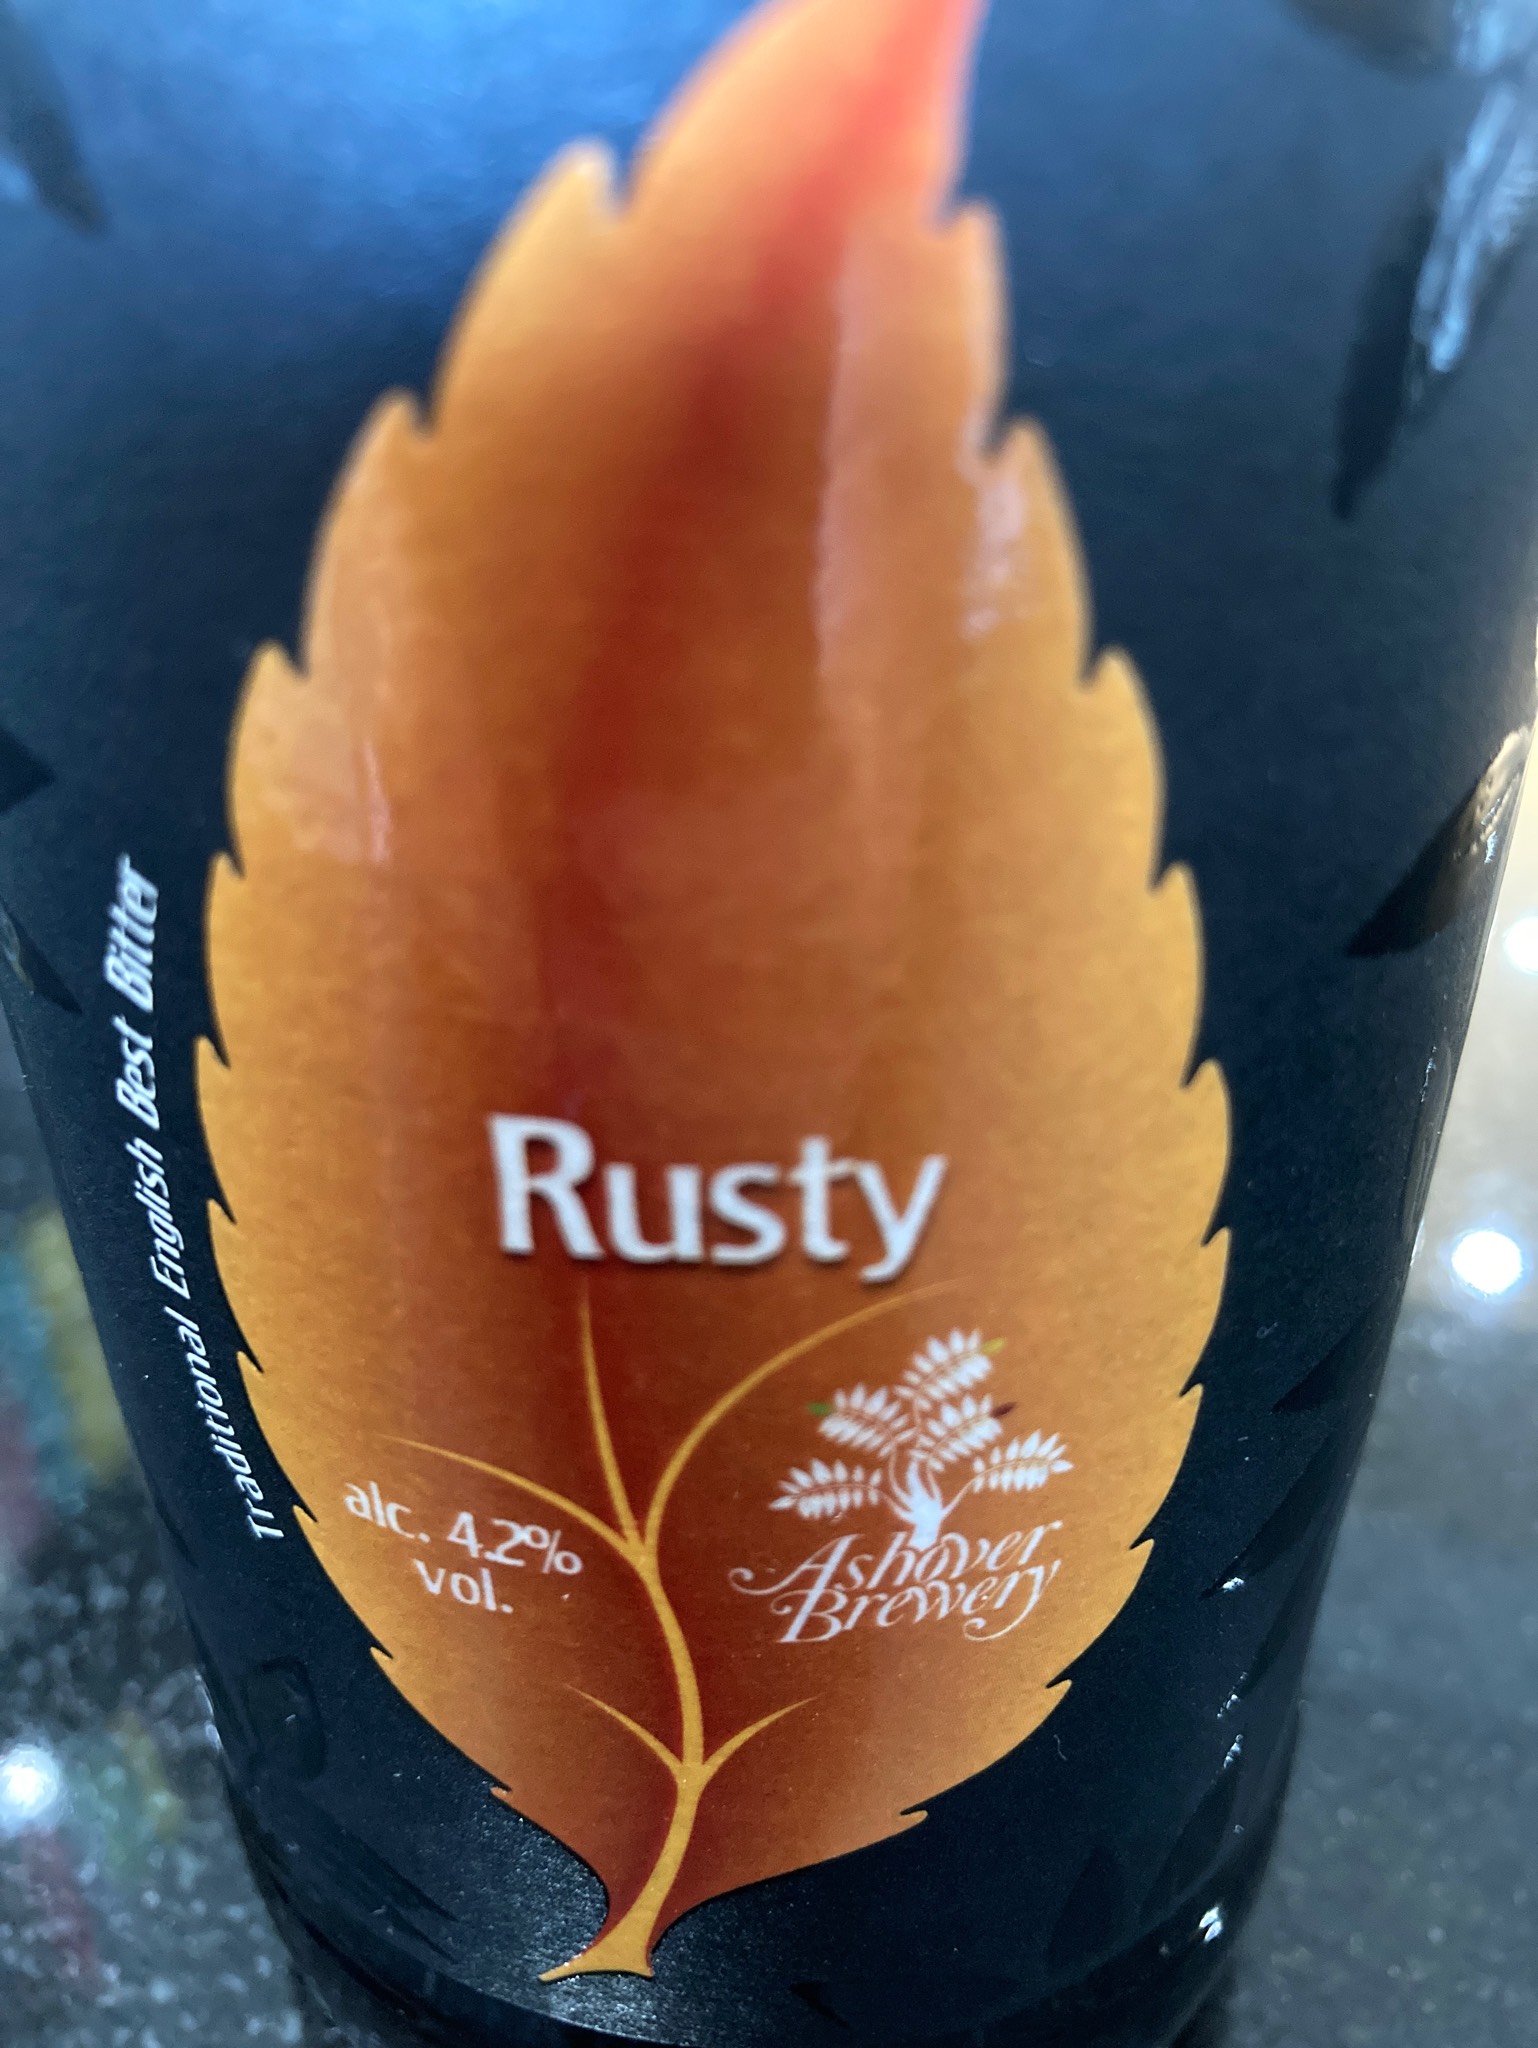 Rusty
Traditional English Best Bitter
alc. 4.2%
vol.
Ashover
Brewery